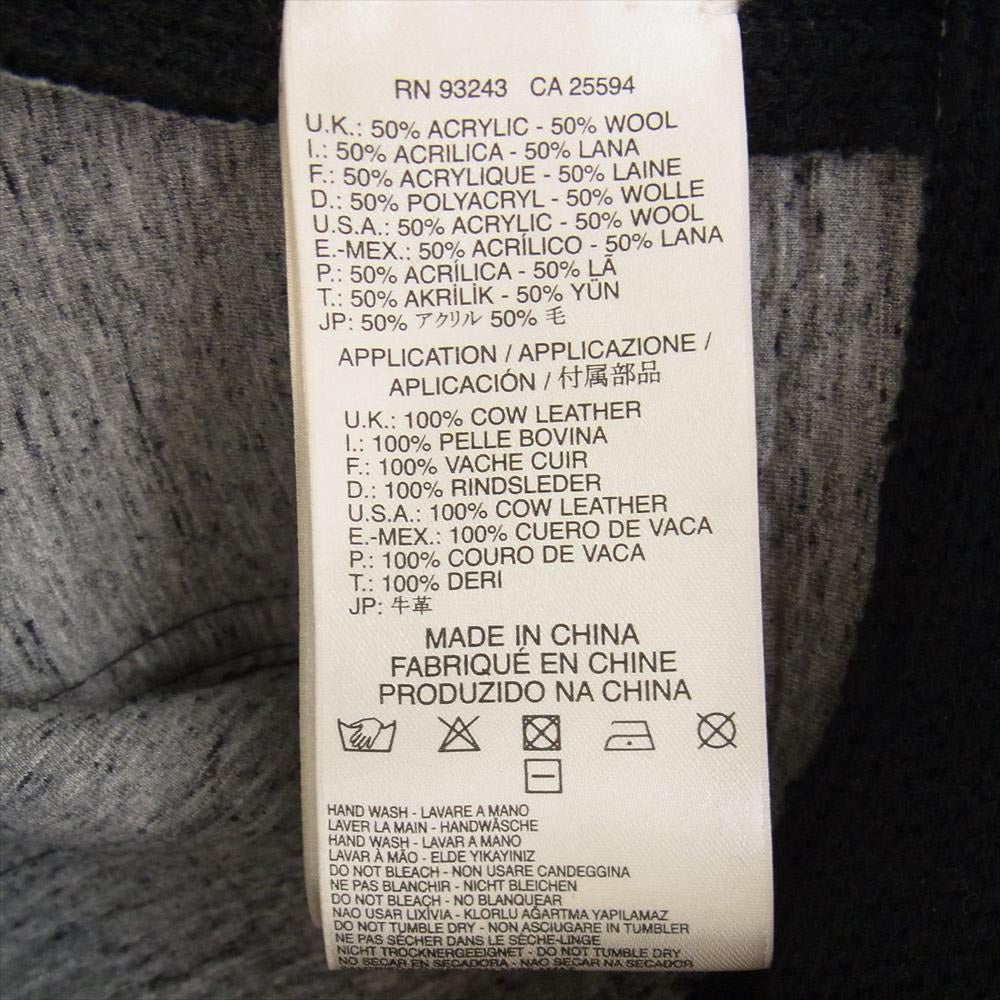 RN 93243 CA 25594
U.K.: 50% ACRYLIC - 50% WOOL
I.: 50% ACRILICA - 50% LANA
F.: 50% ACRYLIQUE - 50% LAINE
D.: 50% POLYACRYL - 50% WOLLE
U.S.A.: 50% ACRYLIC - 50% WOOL
E.-MEX.: 50% ACRÍLICO - 50% LANA
P.: 50% ACRÍLICA - 50% LÃ
T.: 50% AKRİLİK - 50% YÜN
JP: 50% アクリル 50% 毛
APPLICATION / APPLICAZIONE /
APLICACIÓN / 付属部品
U.K.: 100% COW LEATHER
I.: 100% PELLE BOVINA
F.: 100% VACHE CUIR
D.: 100% RINDSLEDER
U.S.A.: 100% COW LEATHER
E.-MEX.: 100% CUERO DE VACA
P.: 100% COURO DE VACA
T.: 100% DERI
JP: 牛革
MADE IN CHINA
FABRIQUÉ EN CHINE
PRODUZIDO NA CHINA
HAND WASH - LAVARE A MANO
LAVER LA MAIN - HANDWÄSCHE
HAND WASH - LAVAR A MANO
LAVAR À MÃO - ELDE YIKAYINIZ
DO NOT BLEACH - NON USARE CANDEGGINA
NE PAS BLANCHIR - NICHT BLEICHEN
DO NOT BLEACH - NO BLANQUEAR
NAO USAR LIXÍVIA - KLORLU AĞARTMA YAPILAMAZ
DO NOT TUMBLE DRY - NON ASCIUGARE IN TUMBLER
NE PAS SÉCHER DANS LE SÈCHE-LINGE
NICHT TROCKNERGEEIGNET - DO NOT TUMBLE DRY
NO SECAR EN SECADORA - NAO SECAR NA SECADOR